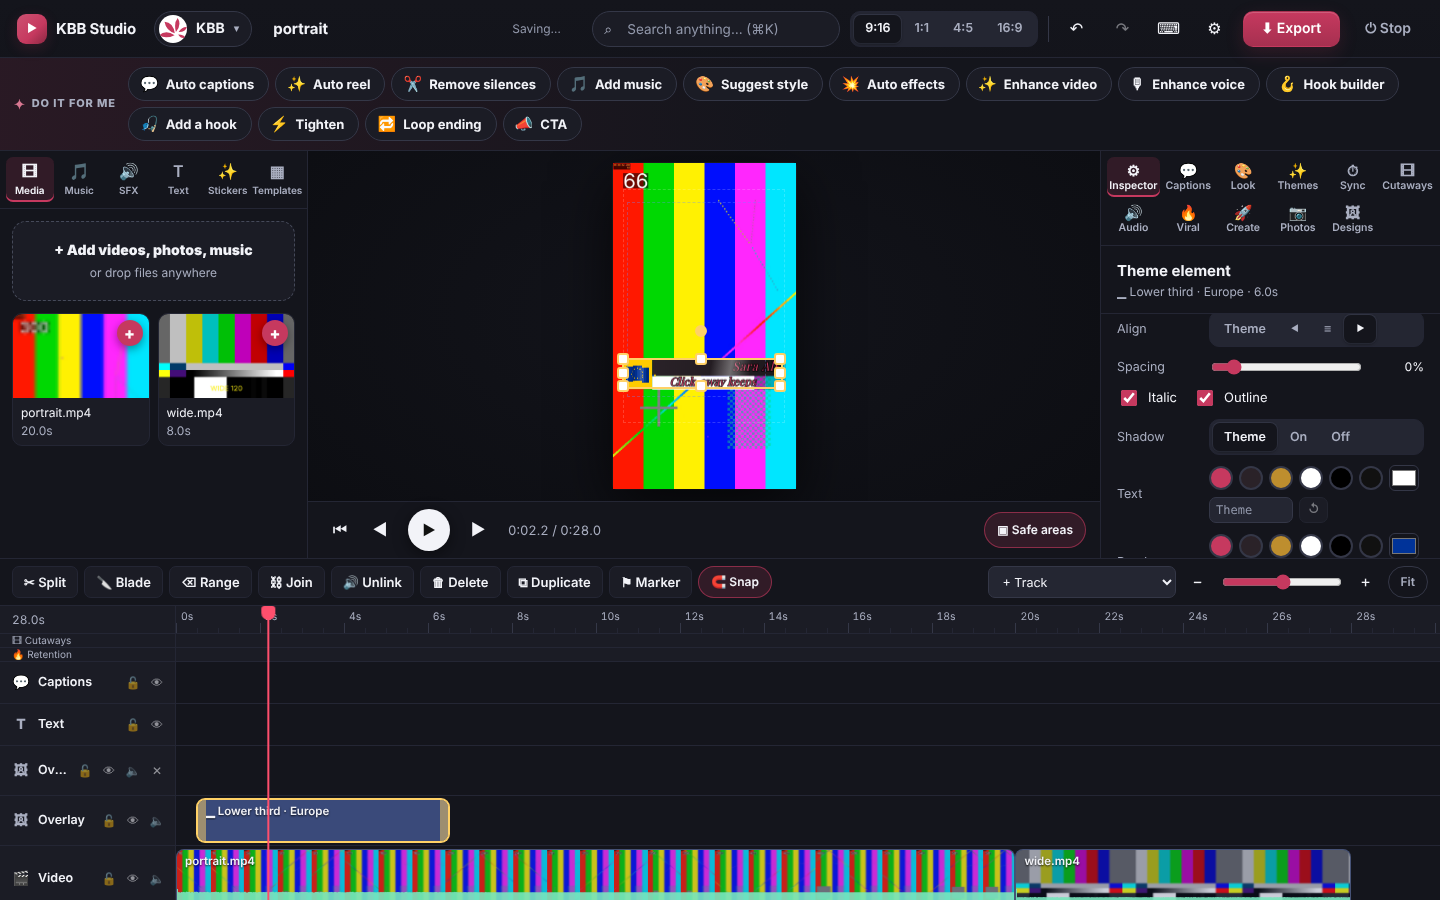 KBB Studio
KBB
portrait
Saving...
Search anything... (⌘K)
9:16
1:1
4:5
16:9
Export
Stop
DO IT FOR ME
Auto captions
Auto reel
Remove silences
Add music
Suggest style
Auto effects
Enhance video
Enhance voice
Hook builder
Add a hook
Tighten
Loop ending
CTA
Media
Music
SFX
Text
Stickers
Templates
+ Add videos, photos, music
or drop files anywhere
portrait.mp4
20.0s
WIDE 120
wide.mp4
8.0s
66
Click away keeps
0:02.2 / 0:28.0
Safe areas
Inspector
Captions
Look
Themes
Sync
Cutaways
Audio
Viral
Create
Photos
Designs
Theme element
Lower third · Europe · 6.0s
Align
Theme
Spacing
0%
Italic
Outline
Shadow
Theme
On
Off
Text
Theme
Split
Blade
Range
Join
Unlink
Delete
Duplicate
Marker
Snap
+ Track
Fit
28.0s
0s
4s
6s
8s
10s
12s
14s
16s
18s
20s
22s
24s
26s
28s
Cutaways
Retention
Captions
Text
Ov...
Overlay
Lower third · Europe
Video
portrait.mp4
wide.mp4